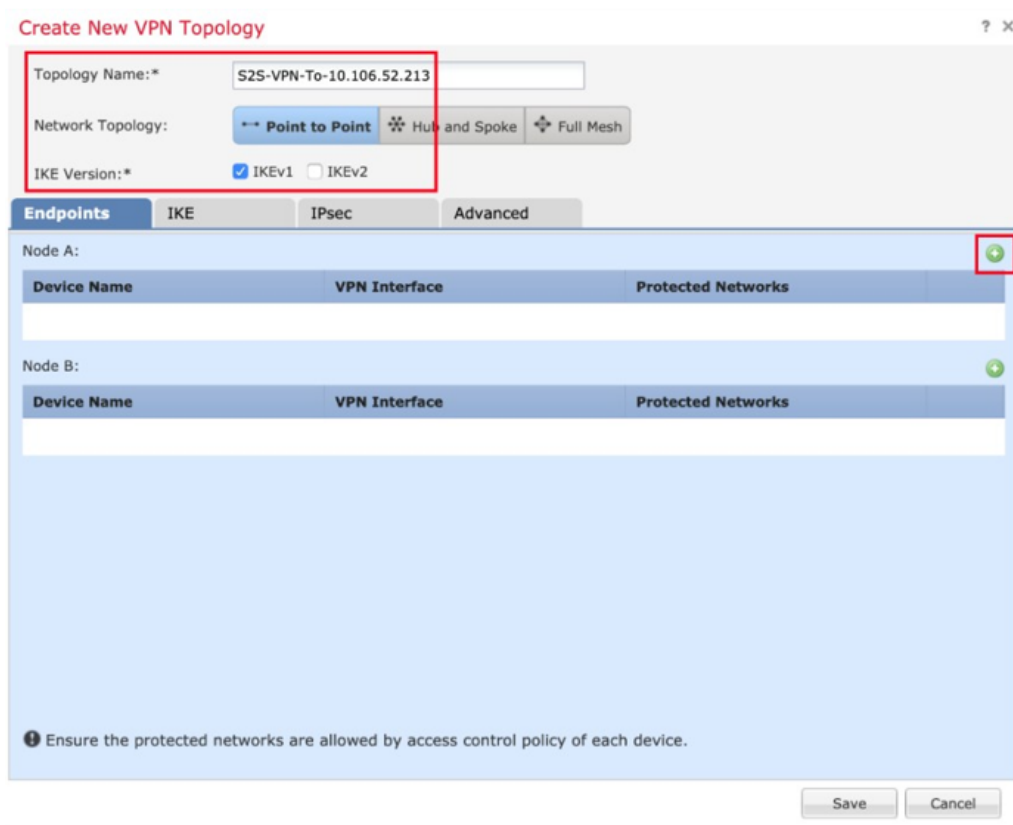 Create New VPN Topology ? X
Topology Name:* S2S-VPN-To-10.106.52.213
Network Topology: Point to Point Hub and Spoke Full Mesh
IKE Version:* IKEv1 IKEv2
Endpoints IKE IPsec Advanced
Node A:
Device Name VPN Interface Protected Networks
Node B:
Device Name VPN Interface Protected Networks
Ensure the protected networks are allowed by access control policy of each device.
Save Cancel